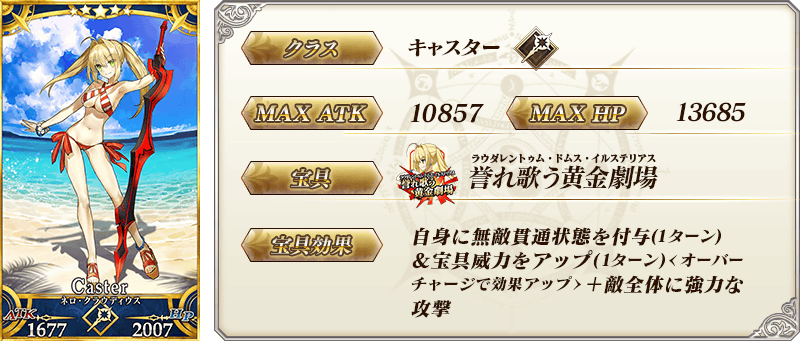 Caster
ネロ・クラウディウス
ATK
1677
HP
2007
クラス
キャスター
MAX ATK
10857
MAX HP
13685
宝具
誉れ歌う
黄金劇場
ラウダレントゥム・ドムス・イルステリアス
誉れ歌う黄金劇場
宝具効果
自身に無敵貫通状態を付与(1ターン)
&宝具威力をアップ(1ターン)<オーバー
チャージで効果アップ>+敵全体に強力な
攻撃